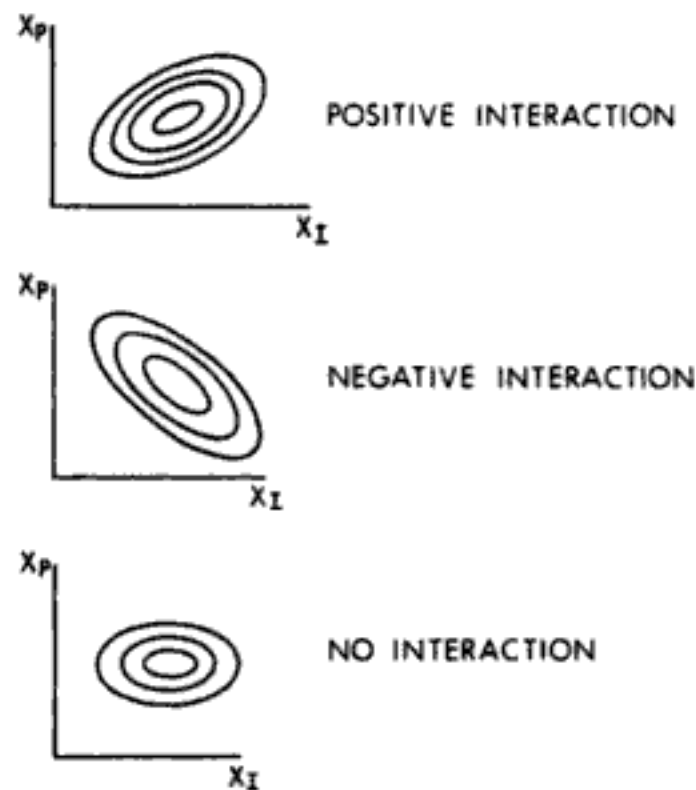 XP
POSITIVE INTERACTION
XI
XP
NEGATIVE INTERACTION
XI
XP
NO INTERACTION
XI